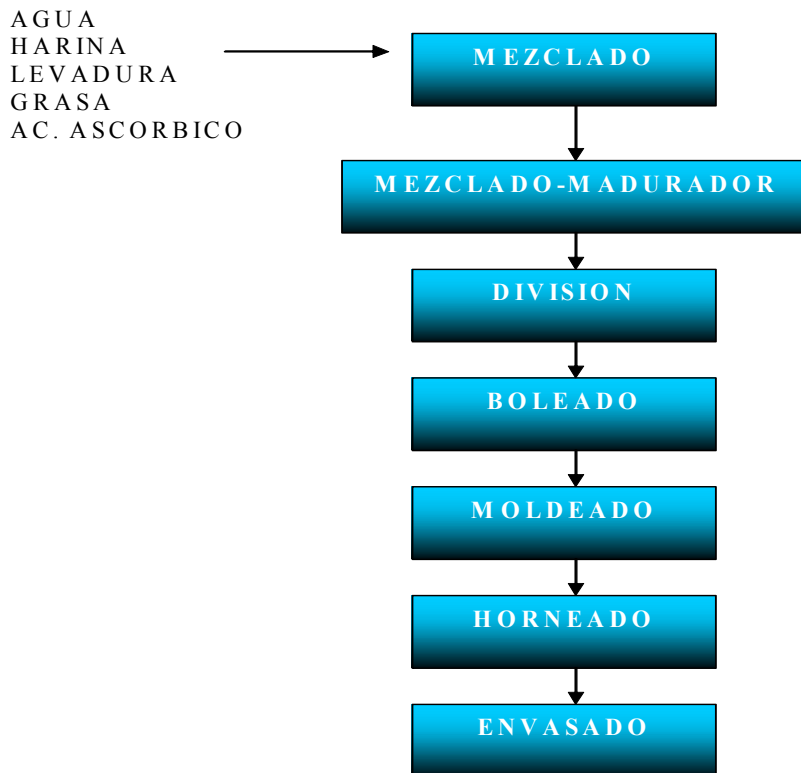 AGUA
HARINA
LEVADURA
GRASA
AC. ASCORBICO
MEZCLADO
MEZCLADO-MADURADOR
DIVISION
BOLEADO
MOLDEADO
HORNEADO
ENVASADO